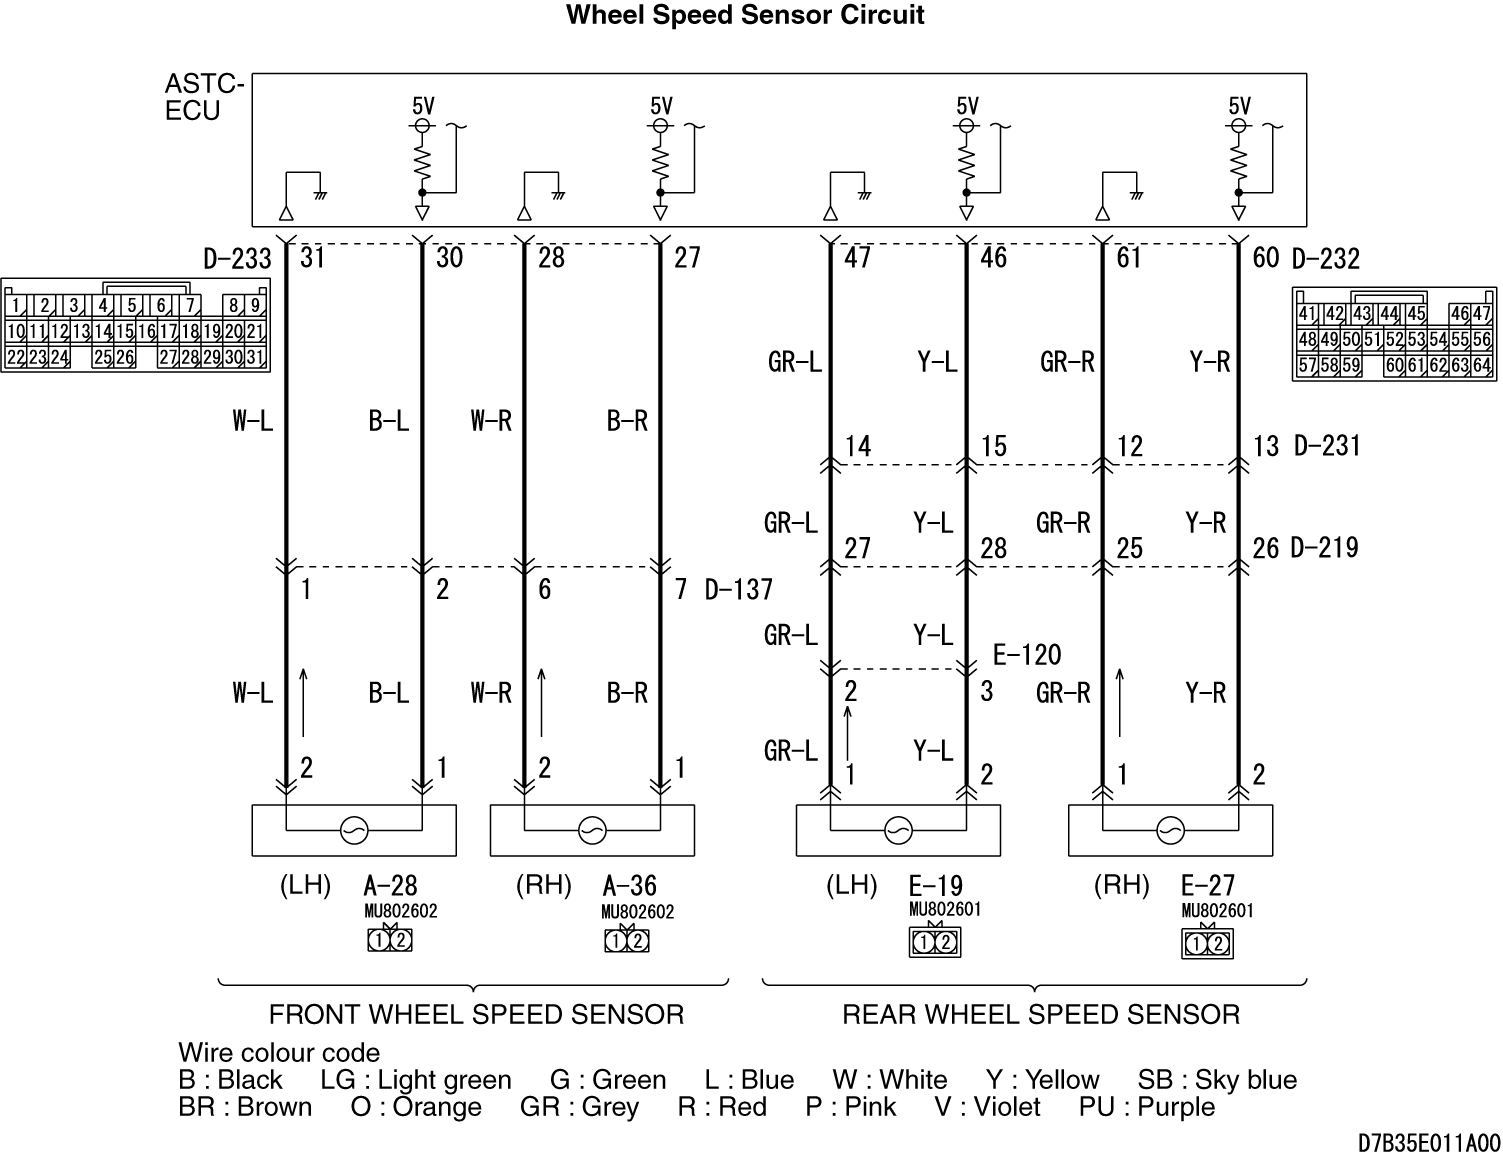 Wheel Speed Sensor Circuit
ASTC-
ECU
5V 5V 5V 5V
D-233 31 30 28 27 47 46 61 60 D-232
1 2 3 4 5 6 7 8 9
10 11 12 13 14 15 16 17 18 19 20 21
22 23 24 25 26 27 28 29 30 31
41 42 43 44 45 46 47
48 49 50 51 52 53 54 55 56
57 58 59 60 61 62 63 64
GR-L Y-L GR-R Y-R
W-L B-L W-R B-R
14 15 12 13 D-231
GR-L Y-L GR-R Y-R
27 28 25 26 D-219
1 2 6 7 D-137
GR-L Y-L E-120
W-L B-L W-R B-R 2 3 GR-R Y-R
GR-L Y-L
2 1 2 1 1 2 1 2
(LH) A-28 (RH) A-36 (LH) E-19 (RH) E-27
MU802602 MU802602 MU802601 MU802601
1 2 1 2 1 2 1 2
FRONT WHEEL SPEED SENSOR REAR WHEEL SPEED SENSOR
Wire colour code
B : Black LG : Light green G : Green L : Blue W : White Y : Yellow SB : Sky blue
BR : Brown O : Orange GR : Grey R : Red P : Pink V : Violet PU : Purple
D7B35E011A00